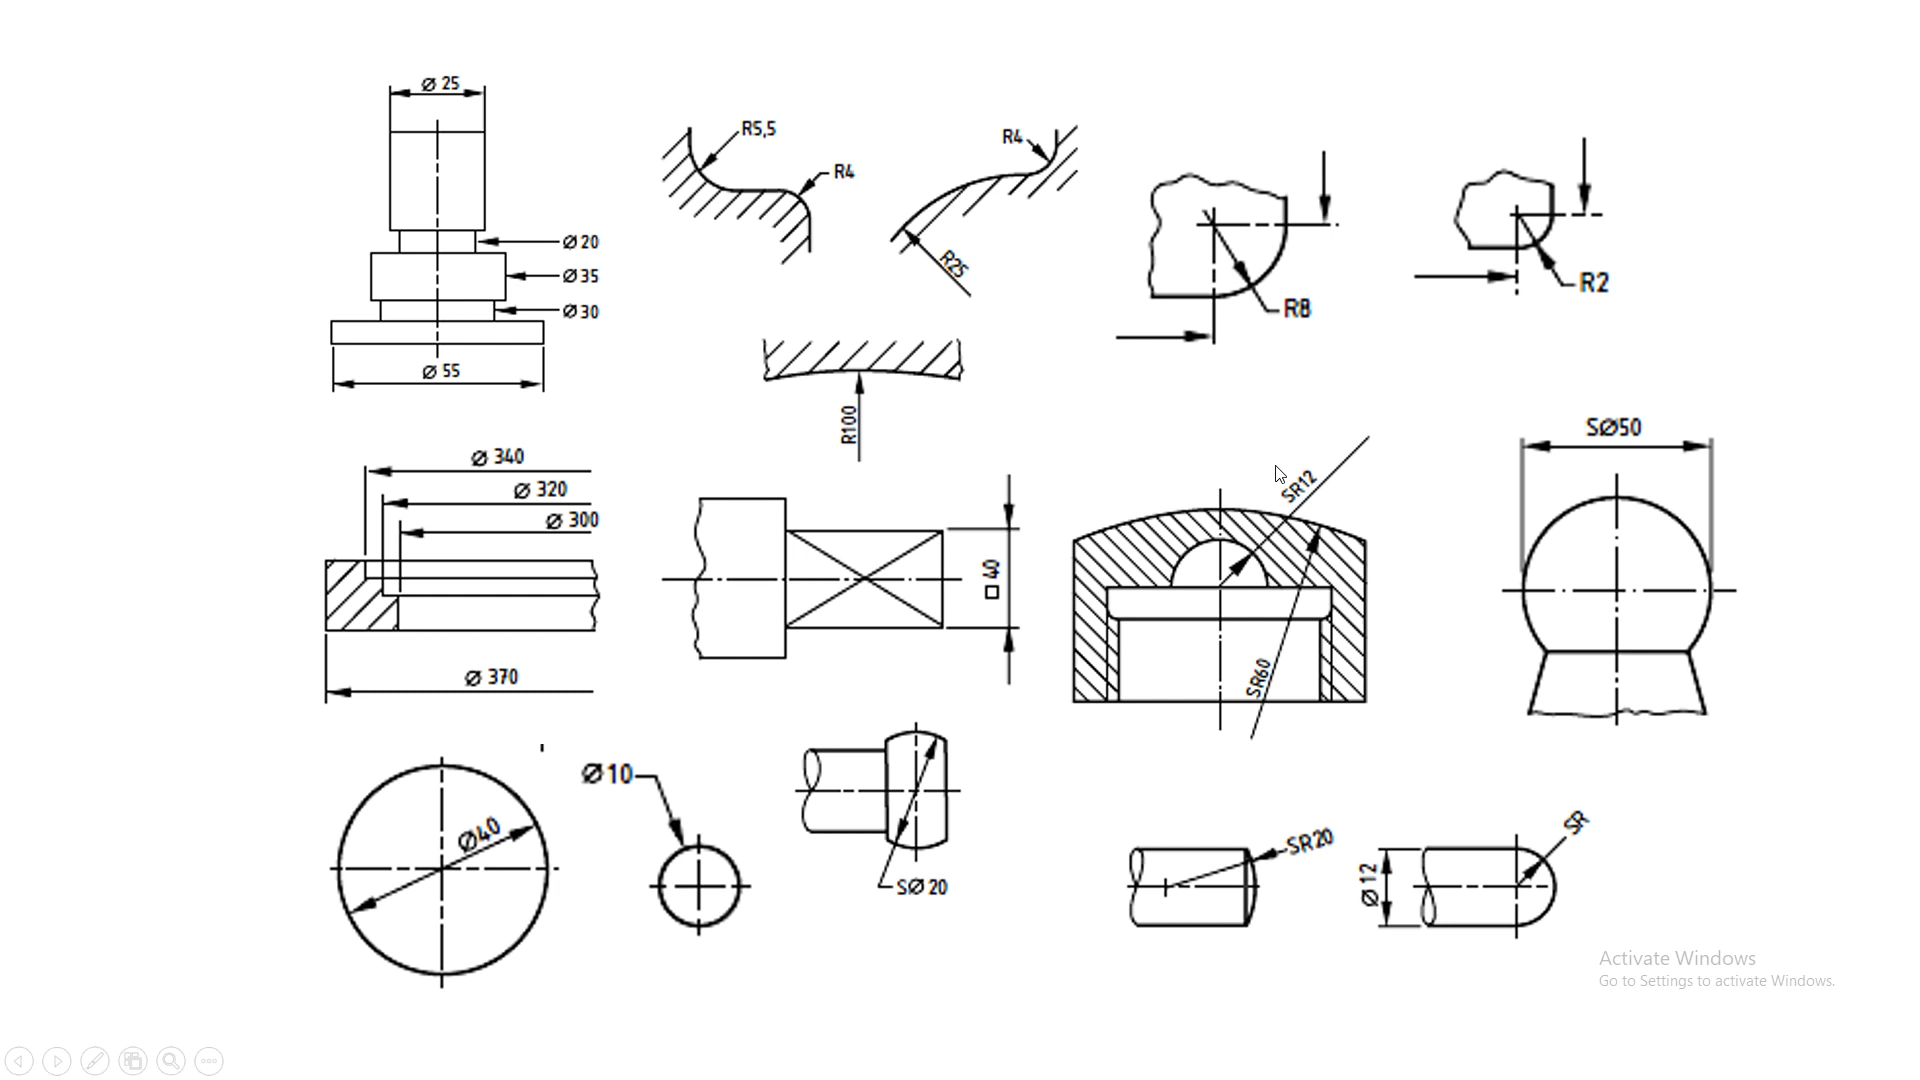 Ø 25
Ø 20
Ø 35
Ø 30
Ø 55
R5,5
R4
R4
R25
R100
R8
R2
Ø 340
Ø 320
Ø 300
Ø 370
□ 40
SR12
SR60
SØ50
Ø40
Ø10
SØ 20
SR20
Ø 12
SR
Activate Windows
Go to Settings to activate Windows.